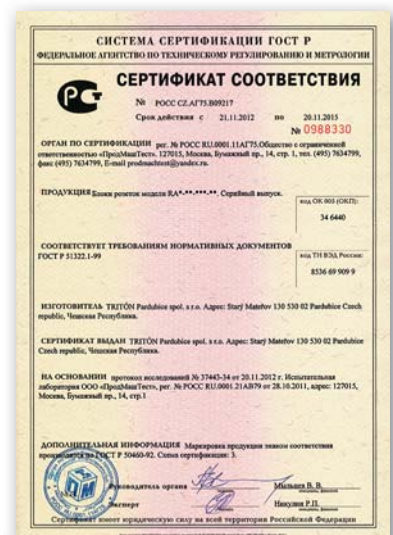 СИСТЕМА СЕРТИФИКАЦИИ ГОСТ Р
ФЕДЕРАЛЬНОЕ АГЕНТСТВО ПО ТЕХНИЧЕСКОМУ РЕГУЛИРОВАНИЮ И МЕТРОЛОГИИ
СЕРТИФИКАТ СООТВЕТСТВИЯ
№ РОСС CZ.АГ75.В09217
Срок действия с 21.11.2012 по 20.11.2015
№ 0988330
ОРГАН ПО СЕРТИФИКАЦИИ рег. № РОСС RU.0001.11АГ75.Общество с ограниченной
ответственностью «ПродМашТест». 127015, Москва, Бумажный пр., 14, стр. 1, тел. (495) 7634799,
факс (495) 7634799, E-mail prodmachtest@yandex.ru.
ПРОДУКЦИЯ Блоки розеток модели RA*-**-***-**. Серийный выпуск.
код ОК 005 (ОКП):
34 6440
СООТВЕТСТВУЕТ ТРЕБОВАНИЯМ НОРМАТИВНЫХ ДОКУМЕНТОВ
ГОСТ Р 51322.1-99
код ТН ВЭД России:
8536 69 909 9
ИЗГОТОВИТЕЛЬ TRITÓN Pardubice spol. s r.o. Адрес: Starý Mateřov 130 530 02 Pardubice Czech
republic, Чешская Республика.
СЕРТИФИКАТ ВЫДАН TRITÓN Pardubice spol. s r.o. Адрес: Starý Mateřov 130 530 02 Pardubice
Czech republic, Чешская Республика.
НА ОСНОВАНИИ протокол исследований № 37443-34 от 20.11.2012 г. Испытательная
лаборатория ООО «ПродМашТест», рег. № РОСС RU.0001.21АВ79 от 28.10.2011, адрес: 127015,
Москва, Бумажный пр., 14, стр.1
ДОПОЛНИТЕЛЬНАЯ ИНФОРМАЦИЯ Маркировка продукции знаком соответствия
производится по ГОСТ Р 50460-92. Схема сертификации: 3.
Руководитель органа Мыльцев В. В.
Эксперт Никулин Р.П.
Сертификат имеет юридическую силу на всей территории Российской Федерации